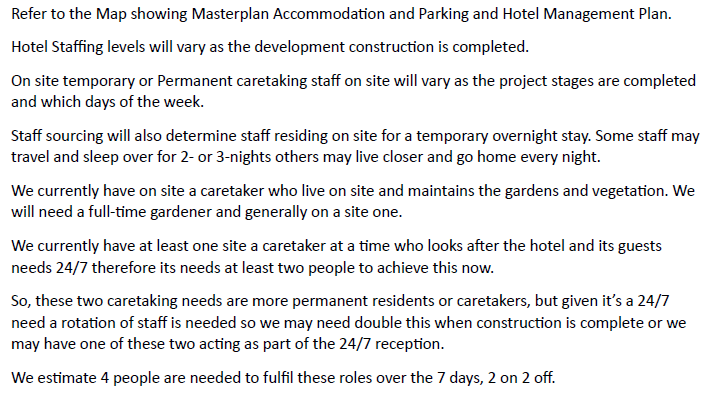 Refer to the Map showing Masterplan Accommodation and Parking and Hotel Management Plan.
Hotel Staffing levels will vary as the development construction is completed.
On site temporary or Permanent caretaking staff on site will vary as the project stages are completed
and which days of the week.
Staff sourcing will also determine staff residing on site for a temporary overnight stay. Some staff may
travel and sleep over for 2- or 3-nights others may live closer and go home every night.
We currently have on site a caretaker who live on site and maintains the gardens and vegetation. We
will need a full-time gardener and generally on a site one.
We currently have at least one site a caretaker at a time who looks after the hotel and its guests
needs 24/7 therefore its needs at least two people to achieve this now.
So, these two caretaking needs are more permanent residents or caretakers, but given it’s a 24/7
need a rotation of staff is needed so we may need double this when construction is complete or we
may have one of these two acting as part of the 24/7 reception.
We estimate 4 people are needed to fulfil these roles over the 7 days, 2 on 2 off.